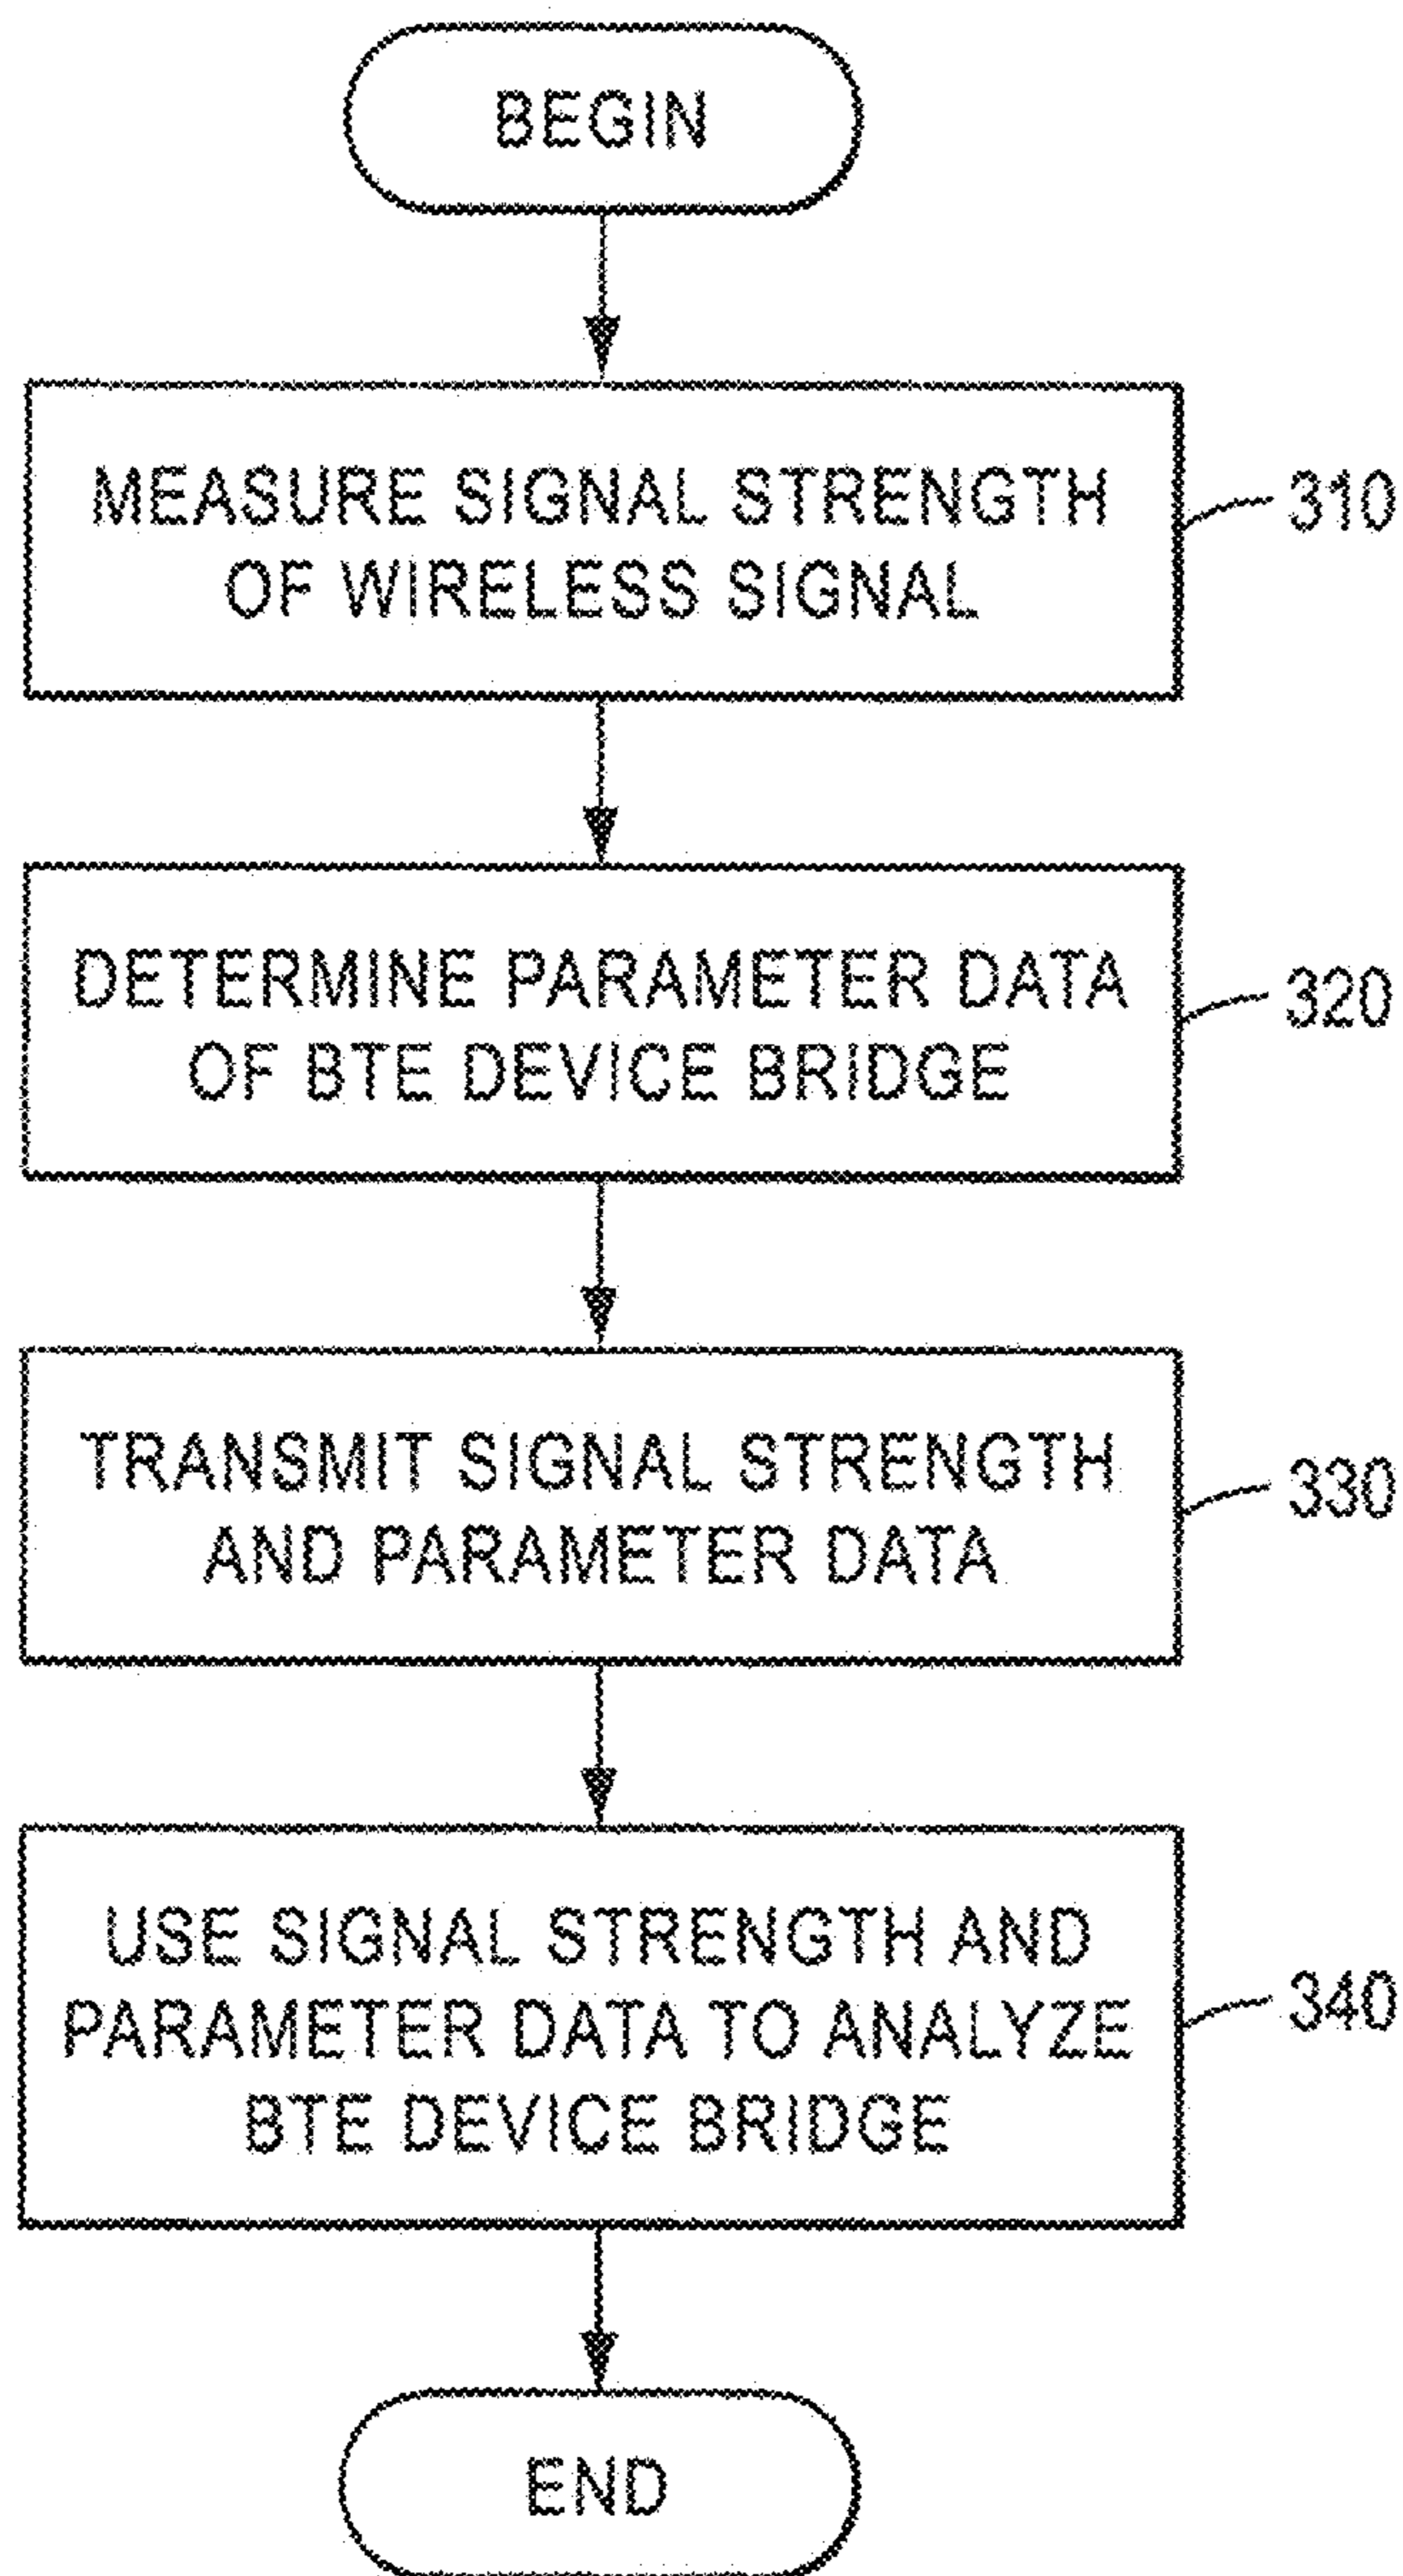 BEGIN
MEASURE SIGNAL STRENGTH
OF WIRELESS SIGNAL
310
DETERMINE PARAMETER DATA
OF BTE DEVICE BRIDGE
320
TRANSMIT SIGNAL STRENGTH
AND PARAMETER DATA
330
USE SIGNAL STRENGTH AND
PARAMETER DATA TO ANALYZE
BTE DEVICE BRIDGE
340
END